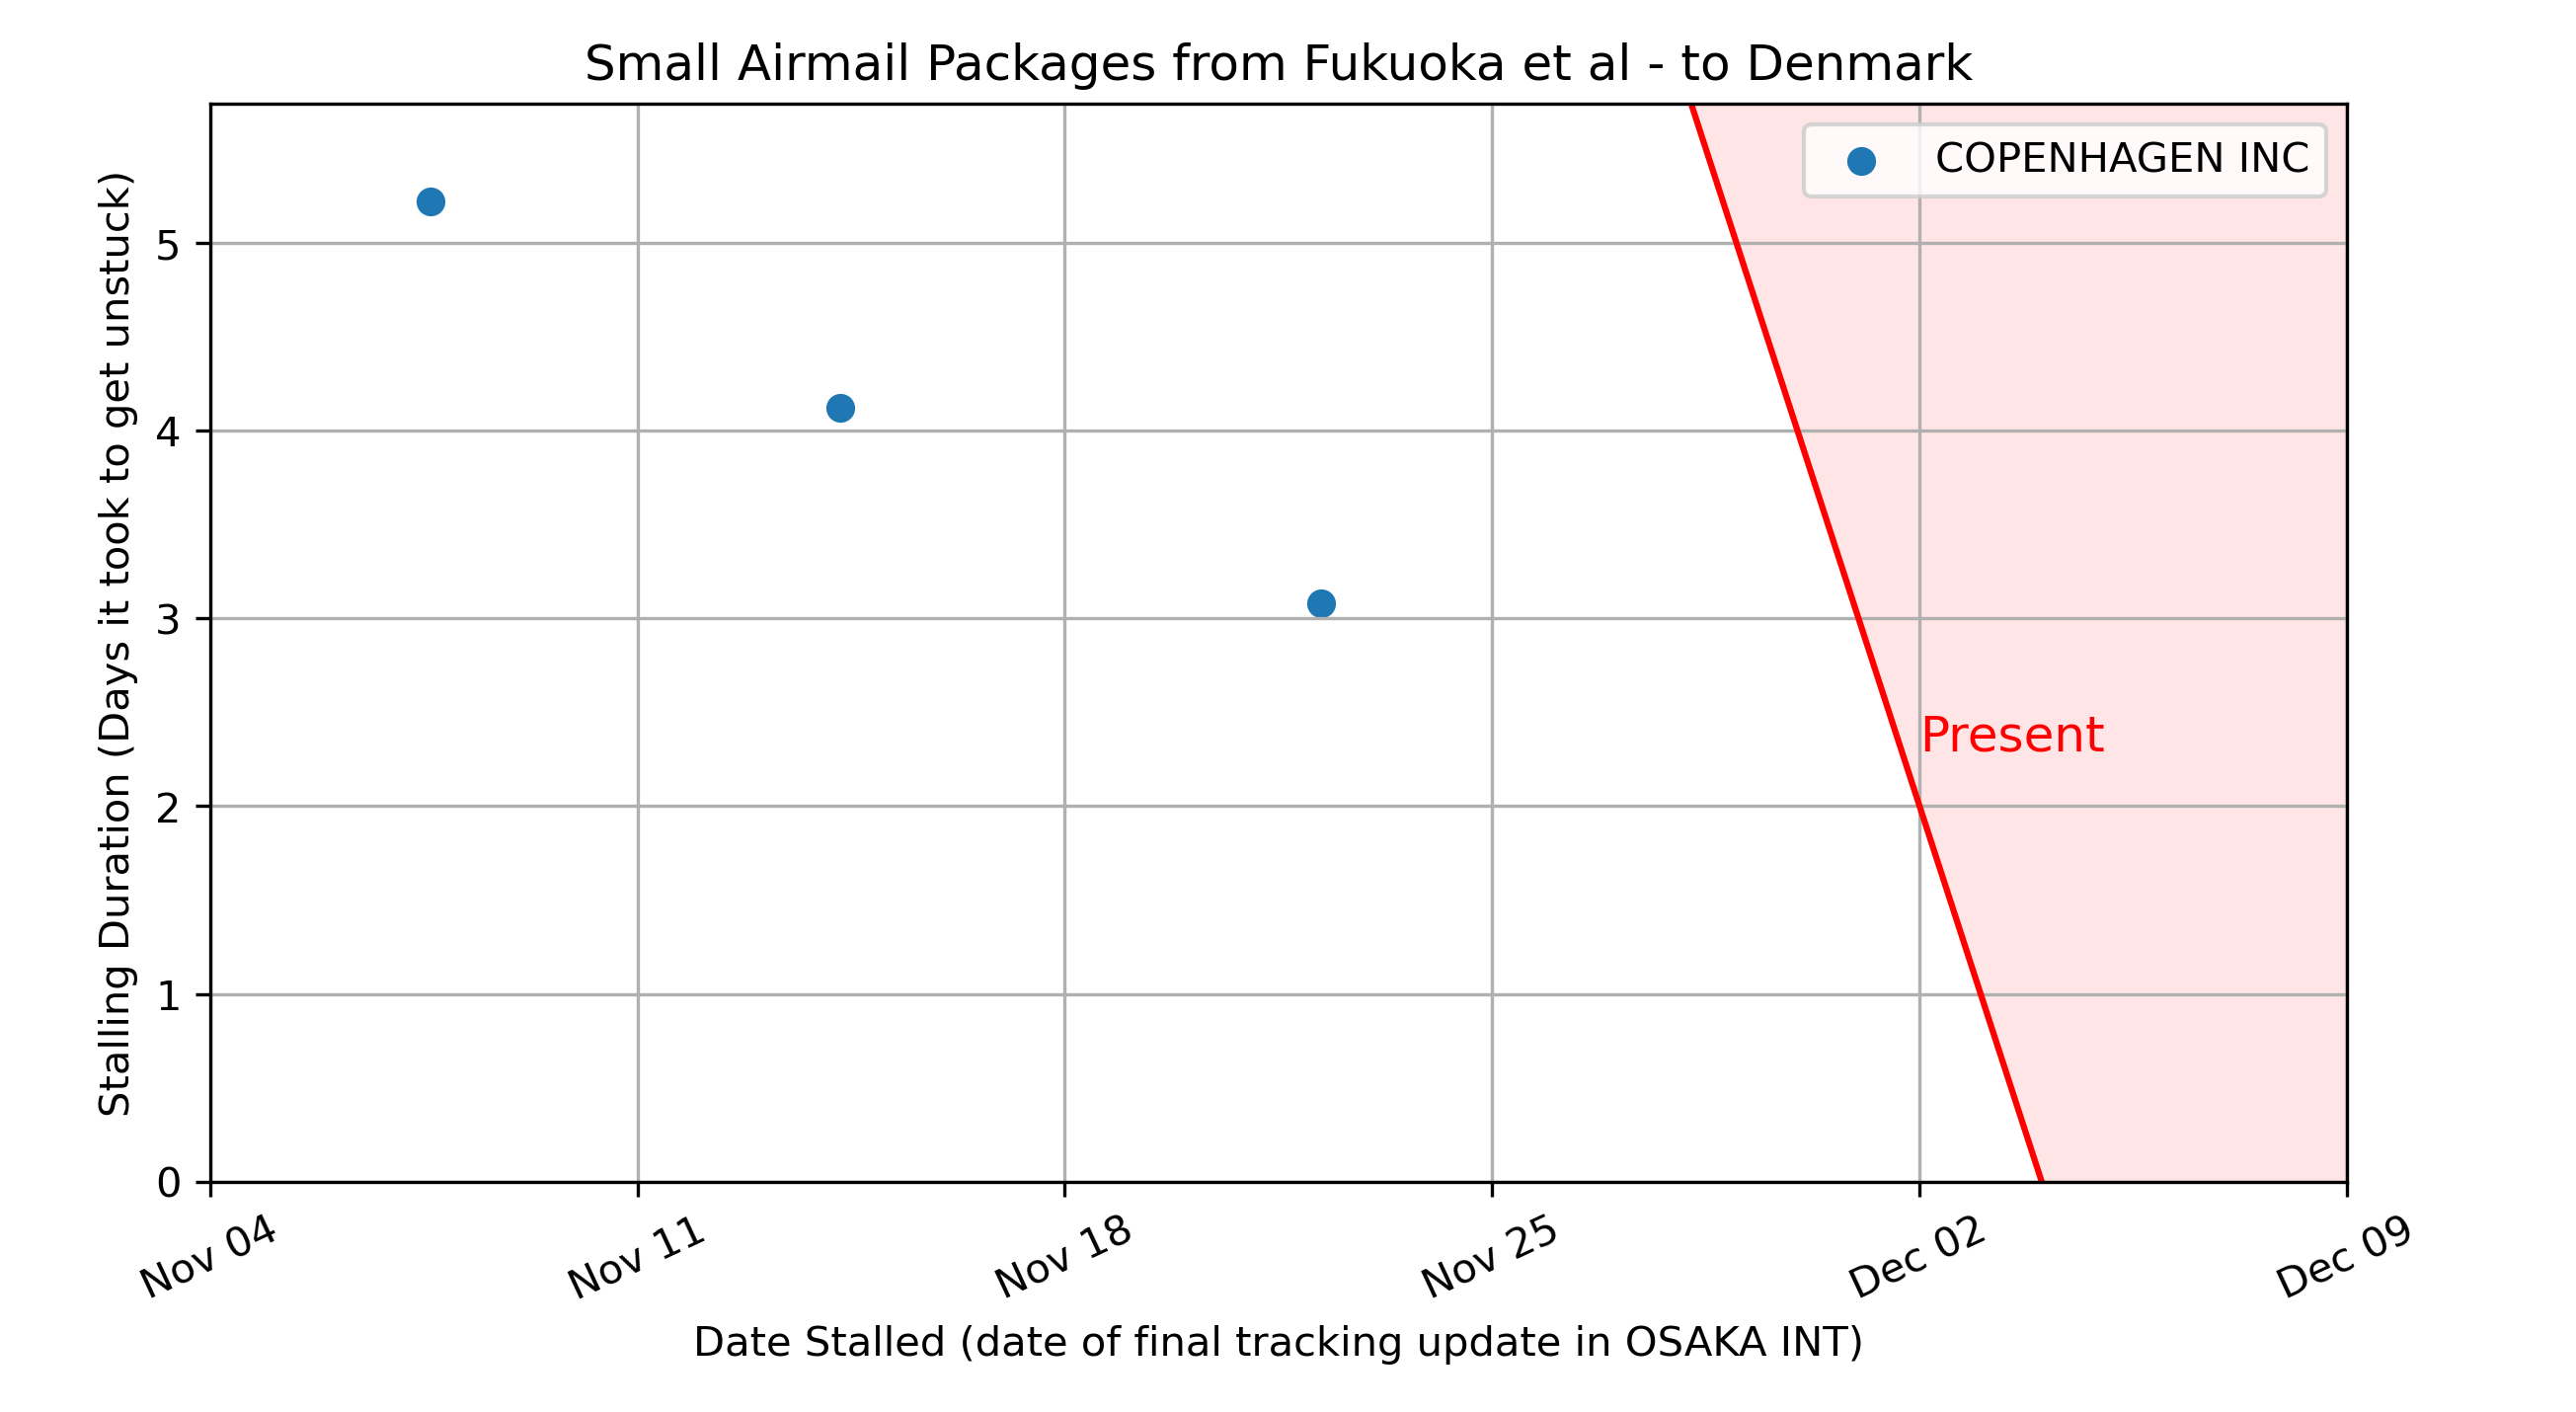 Small Airmail Packages from Fukuoka et al - to Denmark
COPENHAGEN INC
Stalling Duration (Days it took to get unstuck)
5
4
3
2
1
0
Present
Nov 04
Nov 11
Nov 18
Nov 25
Dec 02
Dec 09
Date Stalled (date of final tracking update in OSAKA INT)